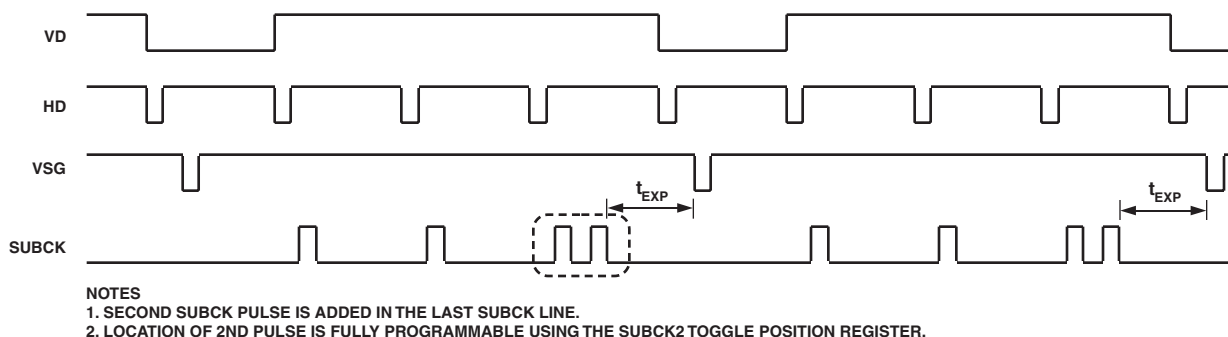 VD
HD
VSG
tEXP
tEXP
SUBCK
NOTES
1. SECOND SUBCK PULSE IS ADDED IN THE LAST SUBCK LINE.
2. LOCATION OF 2ND PULSE IS FULLY PROGRAMMABLE USING THE SUBCK2 TOGGLE POSITION REGISTER.